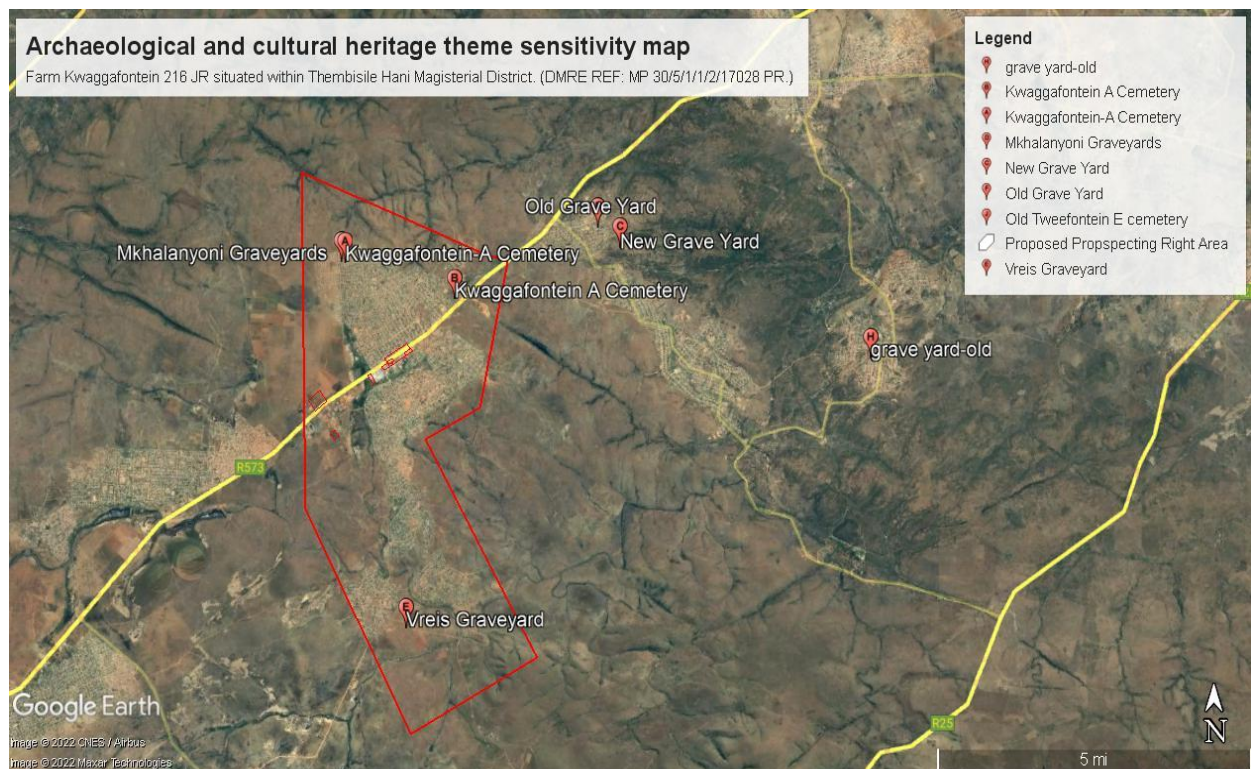 Archaeological and cultural heritage theme sensitivity map
Farm Kwaggafontein 216 JR situated within Thembisile Hani Magisterial District. (DMRE REF: MP 30/5/1/1/2/17028 PR.)
Legend
grave yard-old
Kwaggafontein A Cemetery
Kwaggafontein-A Cemetery
Mkhalanyoni Graveyards
New Grave Yard
Old Grave Yard
Old Tweefontein E cemetery
Proposed Propspecting Right Area
Vreis Graveyard
Old Grave Yard
C
New Grave Yard
A
Mkhalanyoni Graveyards
Kwaggafontein-A Cemetery
B
Kwaggafontein A Cemetery
H
grave yard-old
R573
E
Vreis Graveyard
Google Earth
R25
N
Image © 2022 CNES / Airbus
Image © 2022 Maxar Technologies
5 mi